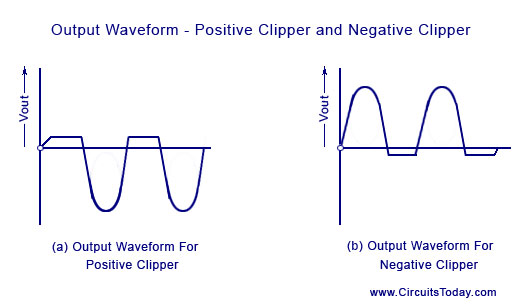 Output Waveform - Positive Clipper and Negative Clipper
Vout
Vout
(a) Output Waveform For
Positive Clipper
(b) Output Waveform For
Negative Clipper
www.CircuitsToday.com